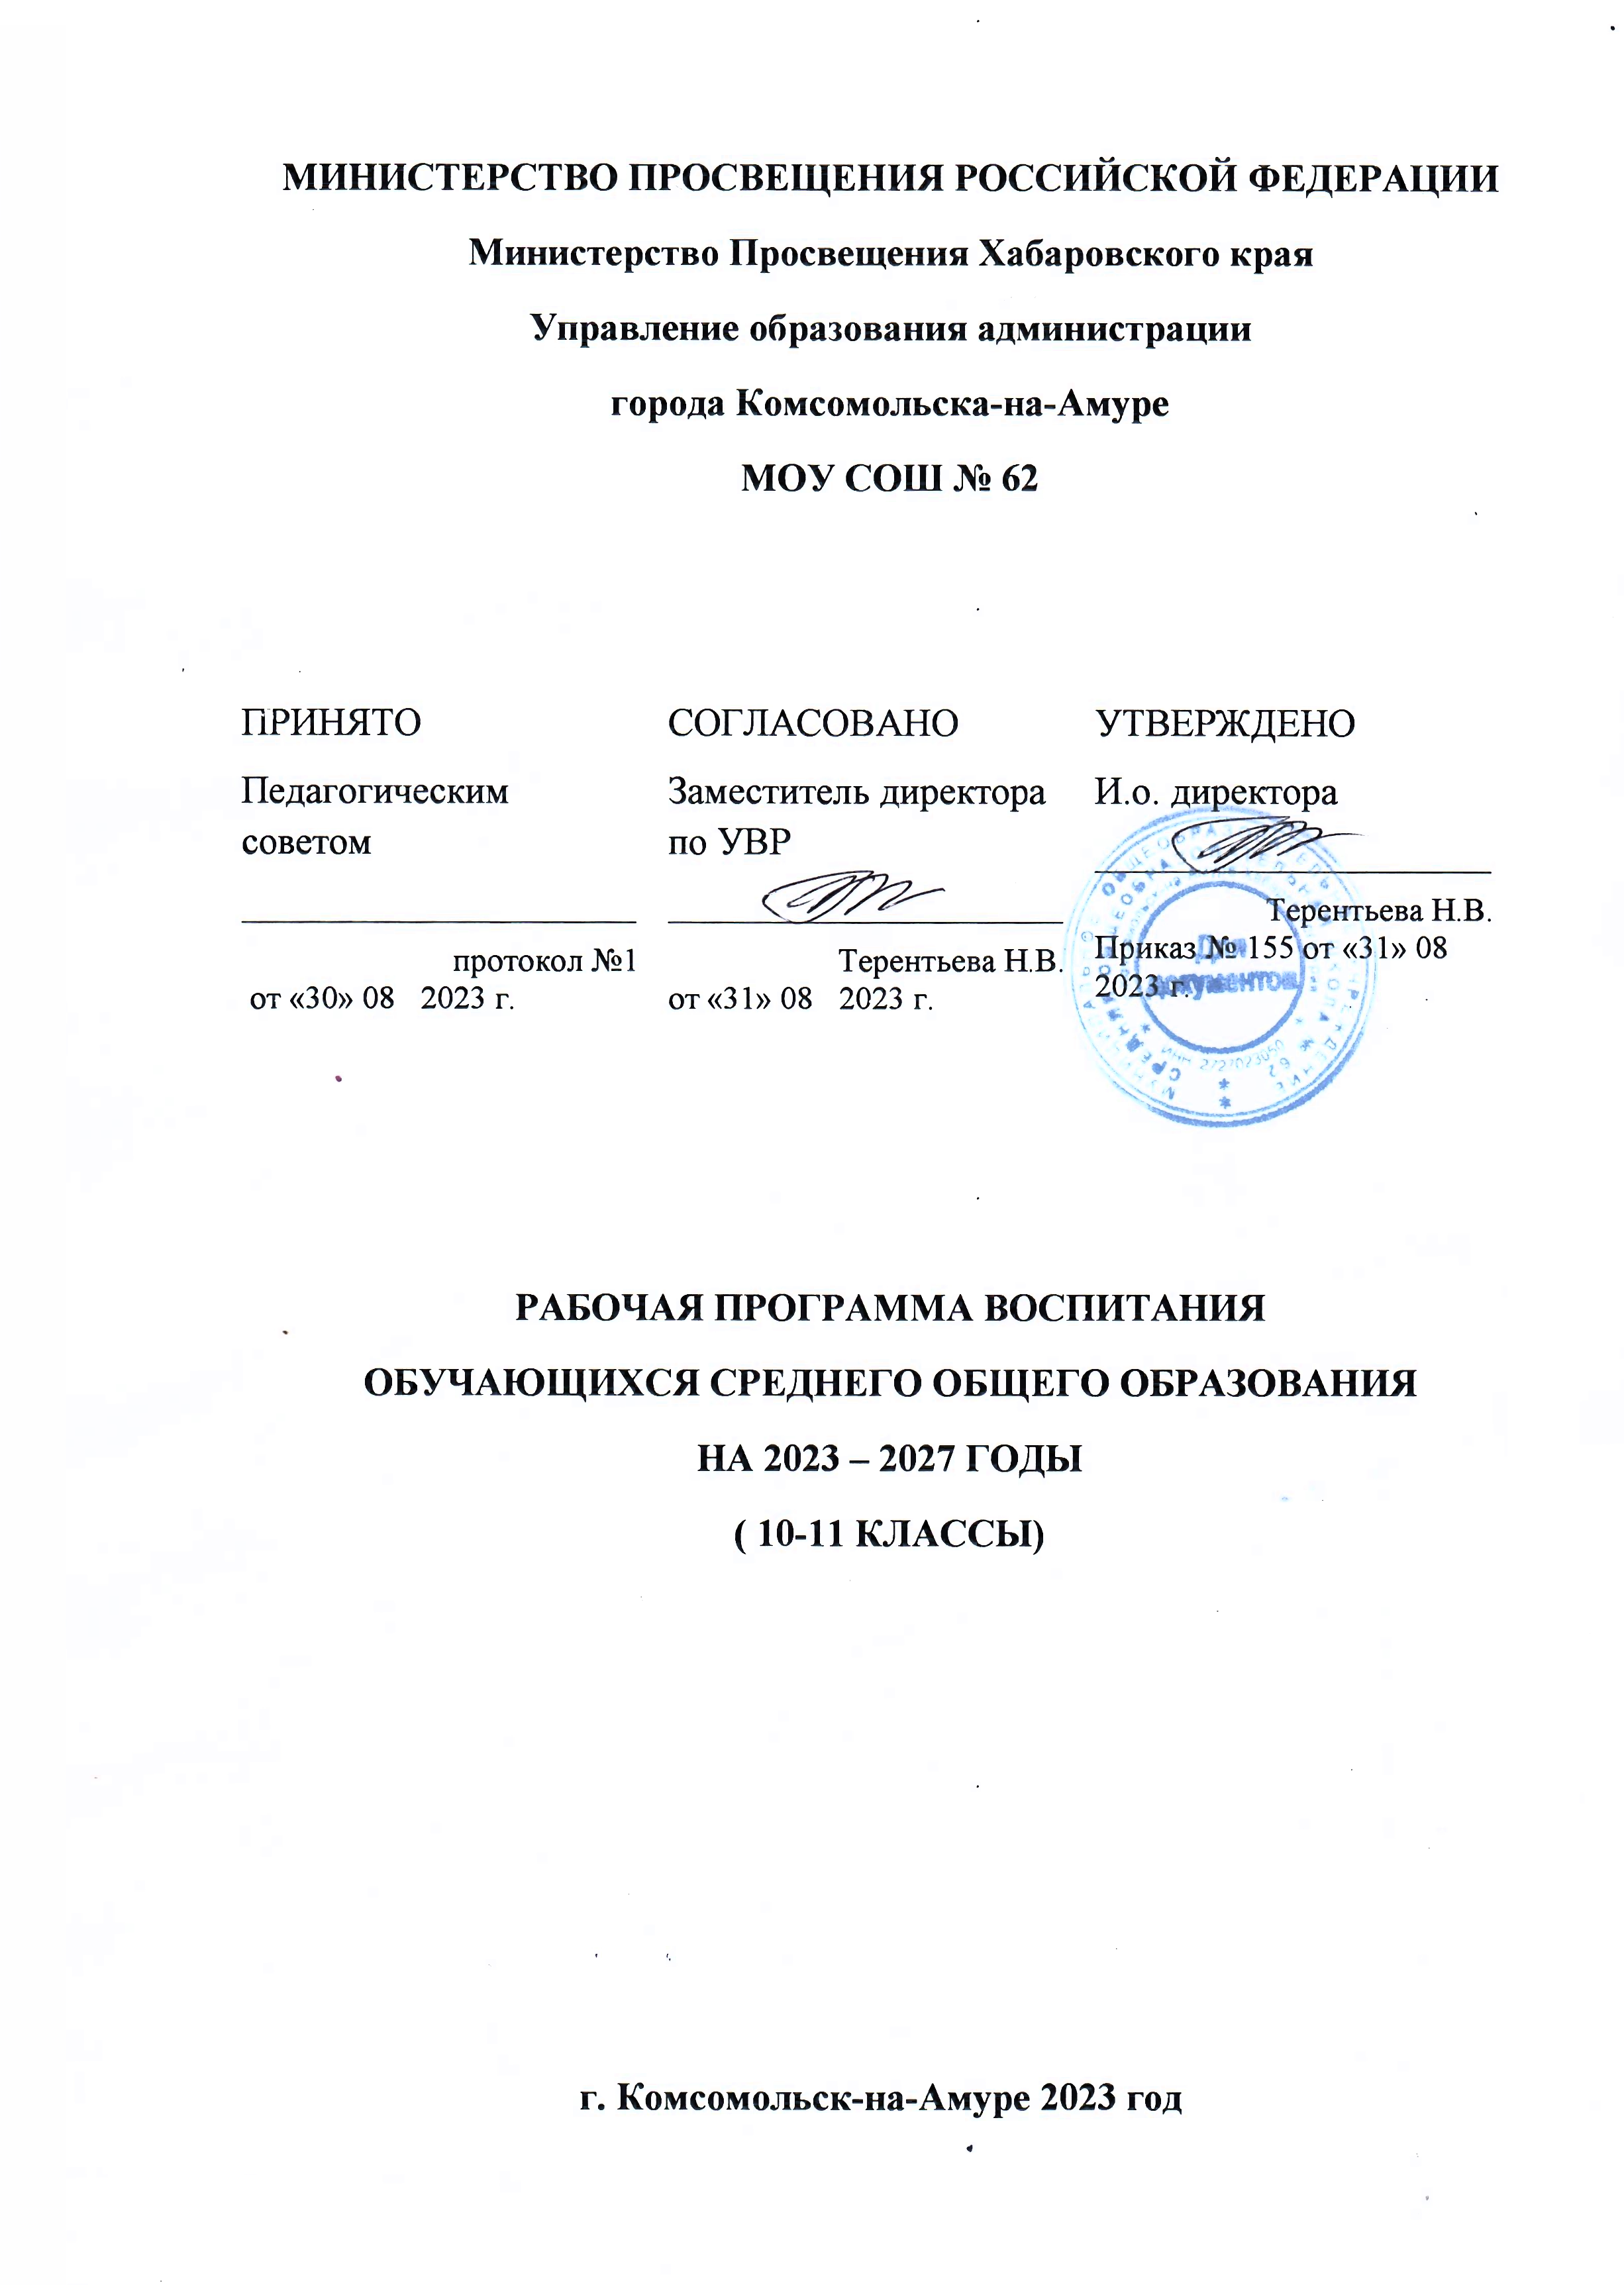 МИНИСТЕРСТВО ПРОСВЕЩЕНИЯ РОССИЙСКОЙ ФЕДЕРАЦИИ
Министерство Просвещения Хабаровского края
Управление образования администрации
города Комсомольска-на-Амуре
МОУ СОШ № 62
ПРИНЯТО
Педагогическим
советом
протокол №1
от «30» 08 2023 г.
СОГЛАСОВАНО
Заместитель директора
по УВР
Терентьева Н.В.
от «31» 08 2023 г.
УТВЕРЖДЕНО
И.о. директора
Терентьева Н.В.
Приказ № 155 от «31» 08
2023 г.
Для
документов
РАБОЧАЯ ПРОГРАММА ВОСПИТАНИЯ
ОБУЧАЮЩИХСЯ СРЕДНЕГО ОБЩЕГО ОБРАЗОВАНИЯ
НА 2023 – 2027 ГОДЫ
( 10-11 КЛАССЫ)
г. Комсомольск-на-Амуре 2023 год